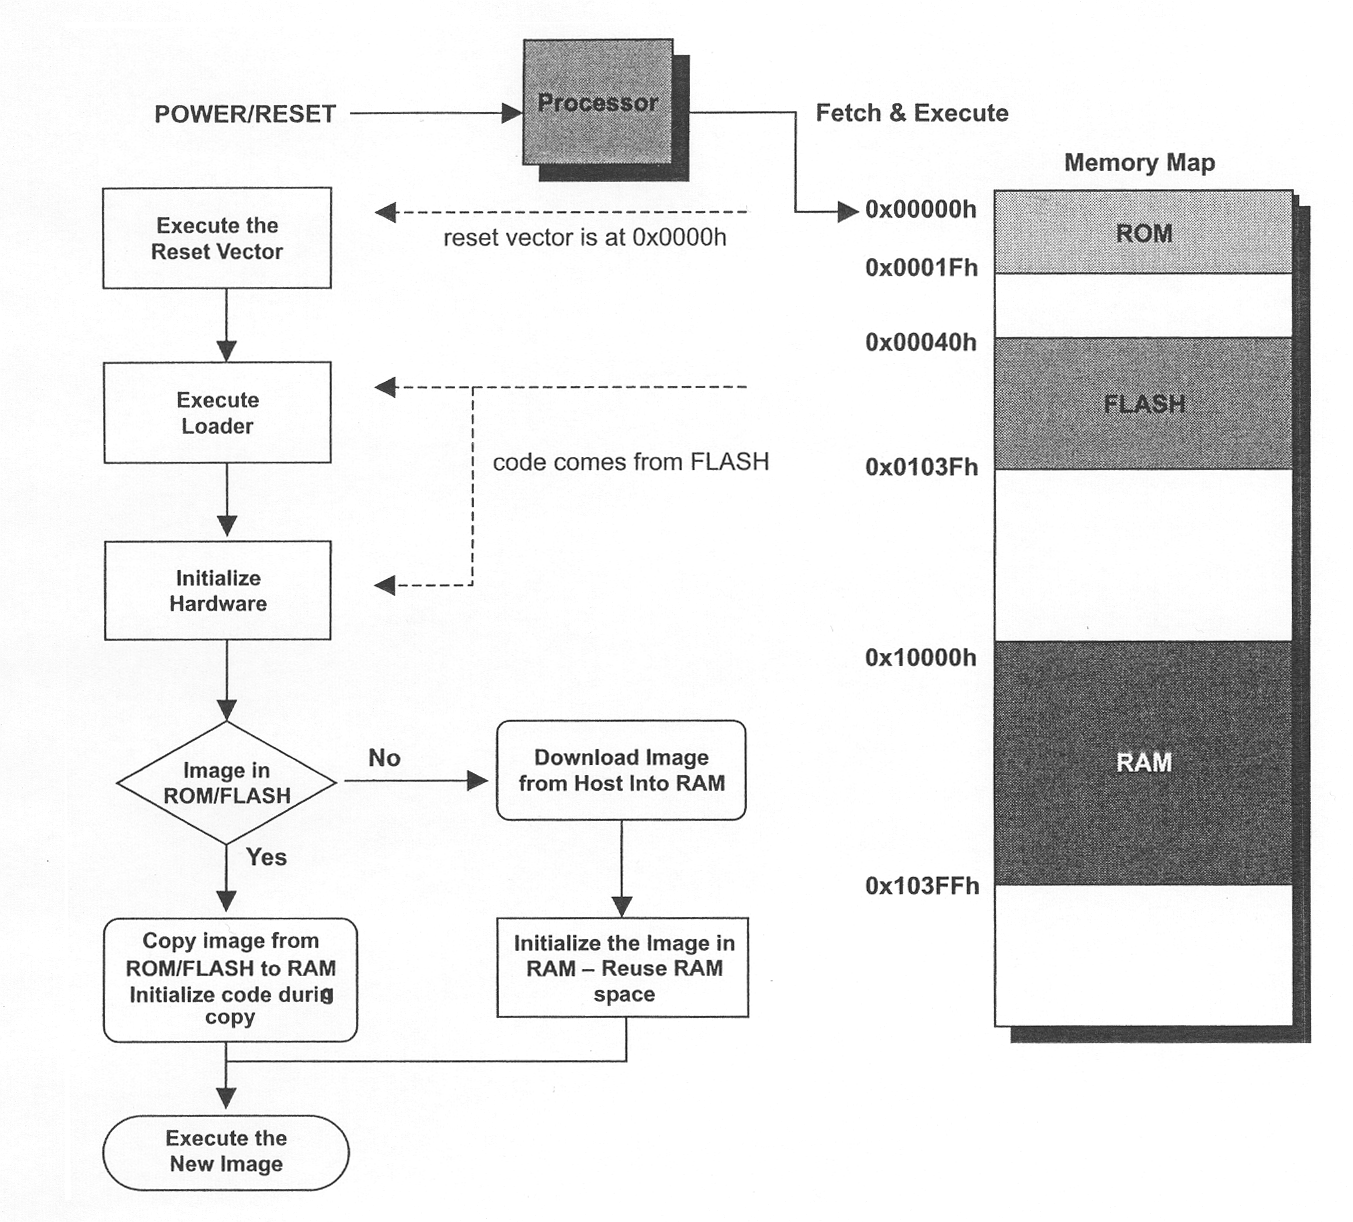 Processor
POWER/RESET
Fetch & Execute
Memory Map
Execute the
Reset Vector
reset vector is at 0x0000h
0x00000h
ROM
0x0001Fh
0x00040h
Execute
Loader
FLASH
code comes from FLASH
0x0103Fh
Initialize
Hardware
0x10000h
Image in
ROM/FLASH
No
Yes
Download Image
from Host Into RAM
RAM
0x103FFh
Copy image from
ROM/FLASH to RAM
Initialize code during
copy
Initialize the Image in
RAM – Reuse RAM
space
Execute the
New Image